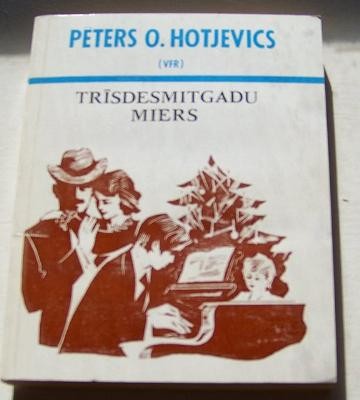 PETERS O. HOTJEVICS
(VFR)
TRĪSDESMITGADU
MIERS